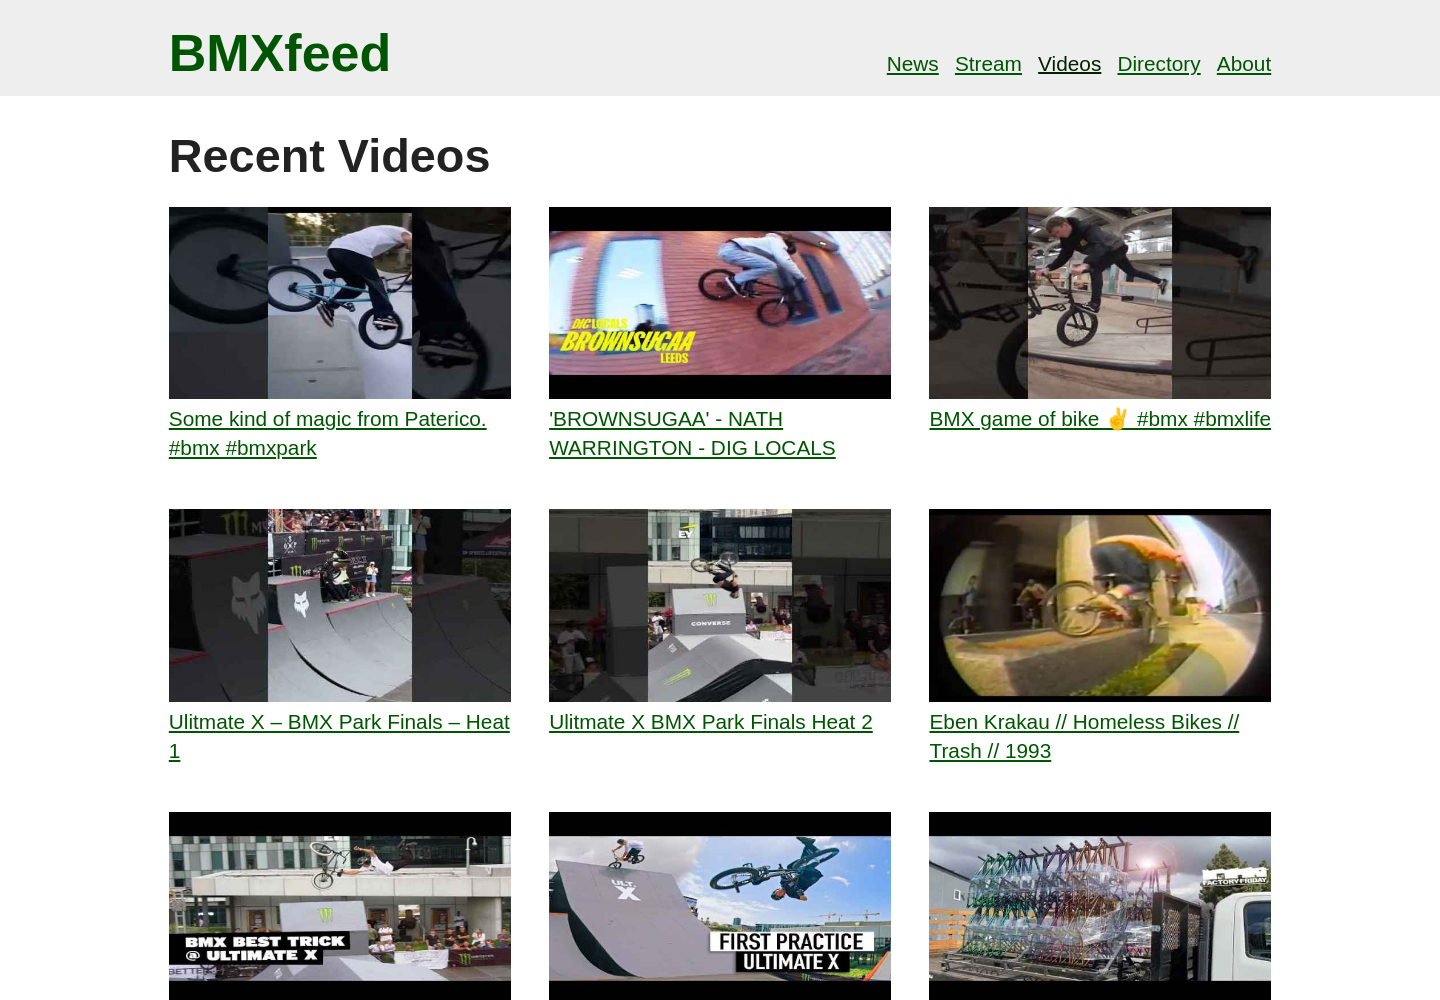 BMXfeed
News Stream Videos Directory About
Recent Videos
DIG LOCALS
BROWNSUGAA
LEEDS
Some kind of magic from Paterico.
#bmx #bmxpark
'BROWNSUGAA' - NATH
WARRINGTON - DIG LOCALS
BMX game of bike ✌️ #bmx #bmxlife
EY
CONVERSE
Ulitmate X – BMX Park Finals – Heat
1
Ulitmate X BMX Park Finals Heat 2
Eben Krakau // Homeless Bikes //
Trash // 1993
BMX BEST TRICK
@ ULTIMATE X
ULT.
X
FIRST PRACTICE
ULTIMATE X
FACTORY FRIDAY